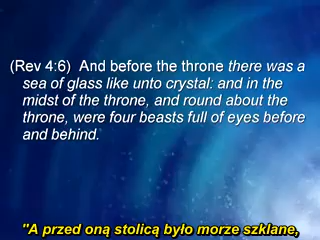 (Rev 4:6)  And before the throne there was a
sea of glass like unto crystal: and in the
midst of the throne, and round about the
throne, were four beasts full of eyes before
and behind.
"A przed oną stolicą było morze szklane,